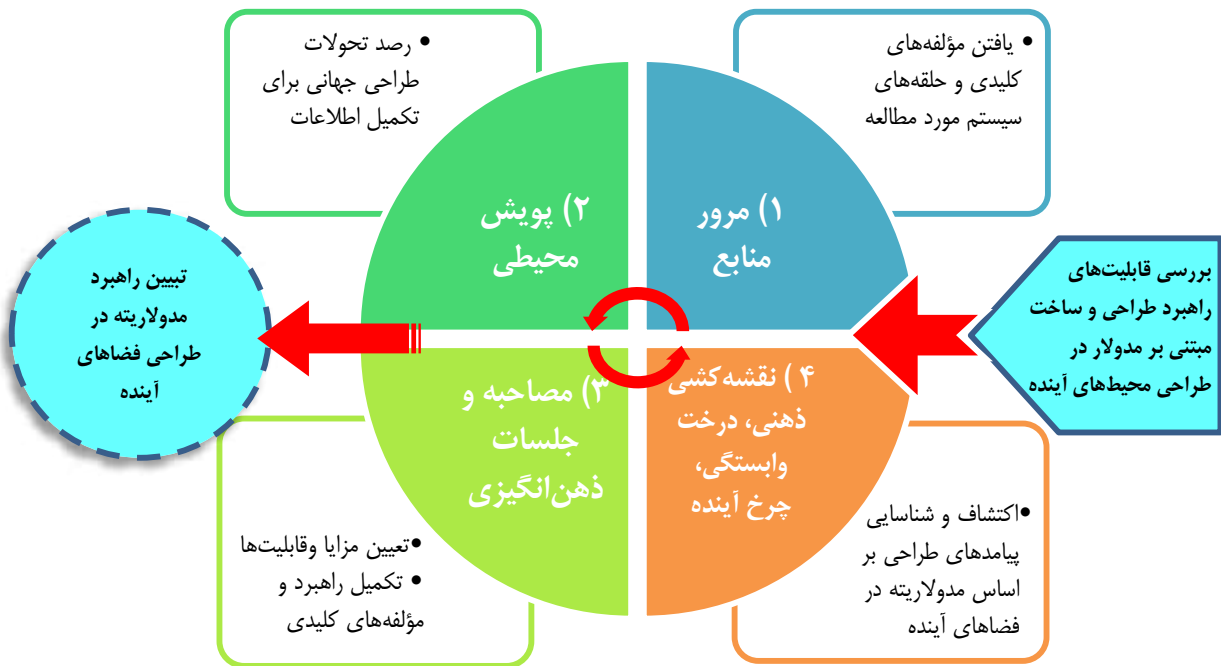 • یافتن مؤلفه‌های
کلیدی و حلقه‌های
سیستم مورد مطالعه
• رصد تحولات
طراحی جهانی برای
تکمیل اطلاعات
۱) مرور
منابع
۲) پویش
محیطی
بررسی قابلیت‌های
راهبرد طراحی و ساخت
مبتنی بر مدولار در
طراحی محیط‌های آینده
تبیین راهبرد
مدولاریته در
طراحی فضاهای
آینده
۳) مصاحبه و
جلسات
ذهن‌انگیزی
۴ ) نقشه‌کشی
ذهنی، درخت
وابستگی،
چرخ آینده
•تعیین مزایا وقابلیت‌ها
• تکمیل راهبرد و
مؤلفه‌های کلیدی
•اکتشاف و شناسایی
پیامدهای طراحی بر
اساس مدولاریته در
فضاهای آینده